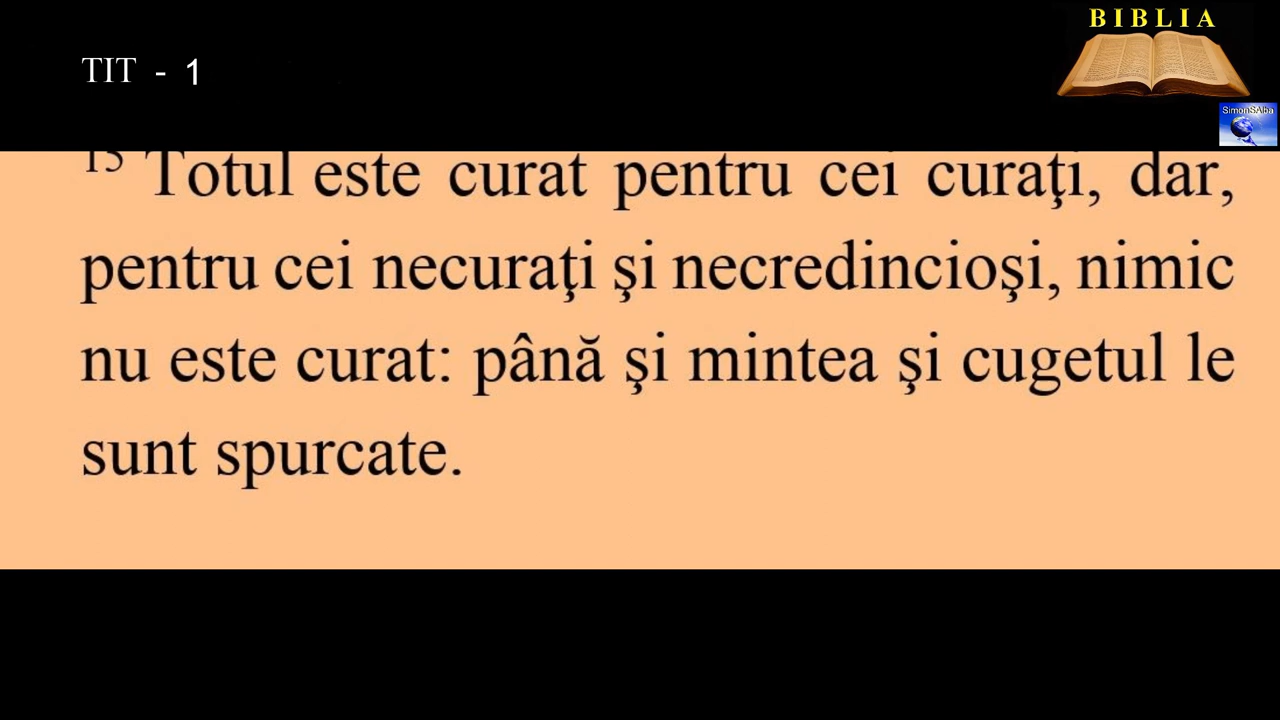 BIBLIA
TIT - 1
SimonSAlba
15 Totul este curat pentru cei curaţi, dar,
pentru cei necuraţi şi necredincioşi, nimic
nu este curat: până şi mintea şi cugetul le
sunt spurcate.